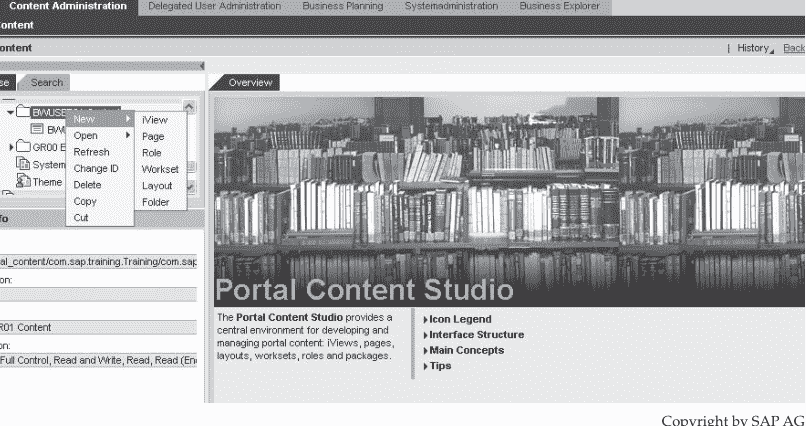 Content Administration Delegated User Administration Business Planning Systemadministration Business Explorer
ontent
ontent | History Back
se Search Overview
BWUSE
BWU
GR00 E
System
Theme
New
Open
Refresh
Change ID
Delete
Copy
Cut
iView
Page
Role
Workset
Layout
Folder
fo
al_content/com.sap.training.Training/com.sap
on:
R01 Content
on:
Full Control, Read and Write, Read, Read (En
Portal Content Studio
The Portal Content Studio provides a
central environment for developing and
managing portal content: iViews, pages,
layouts, worksets, roles and packages.
Icon Legend
Interface Structure
Main Concepts
Tips
Copyright by SAP AG